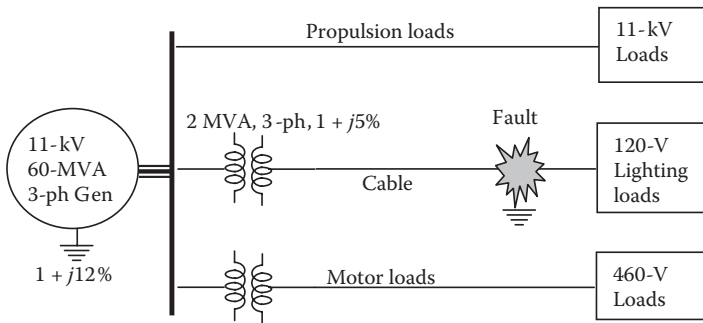 Propulsion loads
11-kV
Loads
2 MVA, 3-ph, 1 + j5%
Fault
11-kV
60-MVA
3-ph Gen
Cable
120-V
Lighting
loads
1 + j12%
Motor loads
460-V
Loads